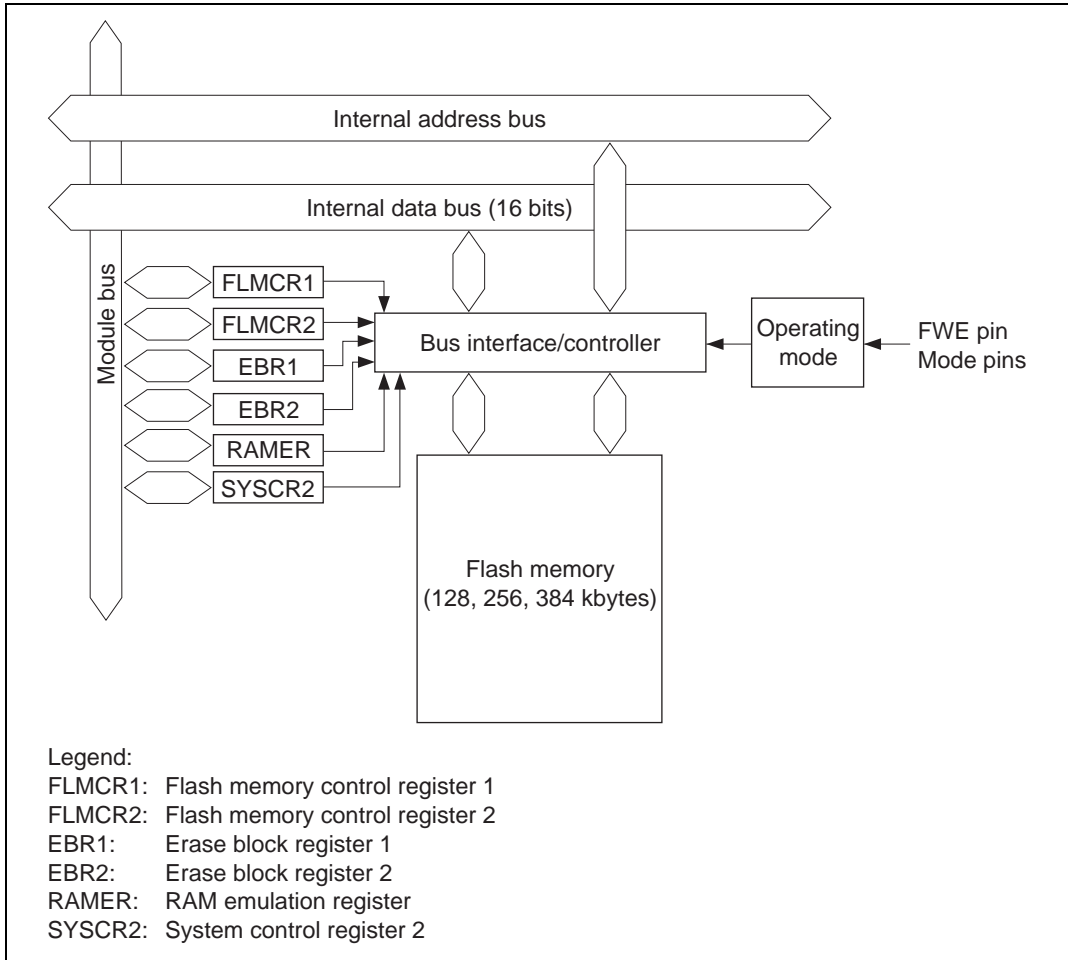 Internal address bus
Internal data bus (16 bits)
Module bus
FLMCR1
FLMCR2
EBR1
EBR2
RAMER
SYSCR2
Bus interface/controller
Operating
mode
FWE pin
Mode pins
Flash memory
(128, 256, 384 kbytes)
Legend:
FLMCR1: Flash memory control register 1
FLMCR2: Flash memory control register 2
EBR1: Erase block register 1
EBR2: Erase block register 2
RAMER: RAM emulation register
SYSCR2: System control register 2